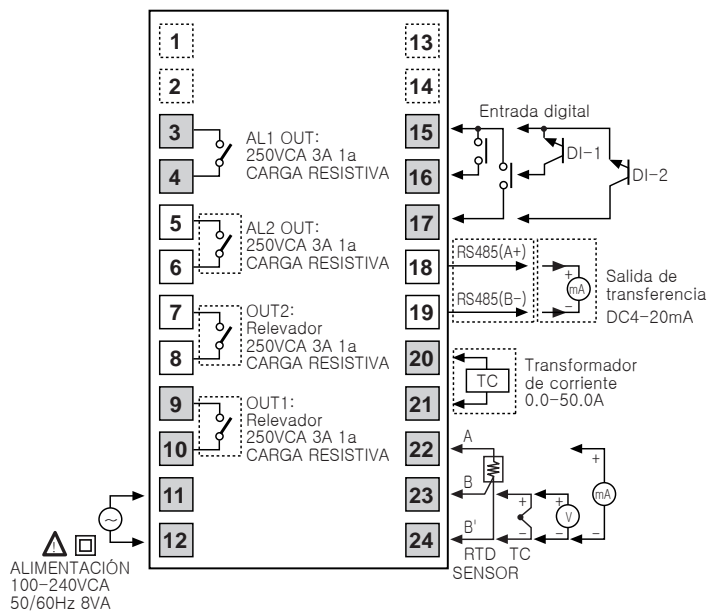 1
2
3
4
5
6
7
8
9
10
11
12
AL1 OUT:
250VCA 3A 1a
CARGA RESISTIVA
AL2 OUT:
250VCA 3A 1a
CARGA RESISTIVA
OUT2:
Relevador
250VCA 3A 1a
CARGA RESISTIVA
OUT1:
Relevador
250VCA 3A 1a
CARGA RESISTIVA
ALIMENTACIÓN
100-240VCA
50/60Hz 8VA
13
14
15
16
17
18
19
20
21
22
23
24
Entrada digital
DI-1
DI-2
RS485(A+)
RS485(B-)
+
mA
-
Salida de
transferencia
DC4-20mA
TC
Transformador
de corriente
0.0-50.0A
A
B
B'
RTD
SENSOR
+
-
TC
+
V
-
+
mA
-